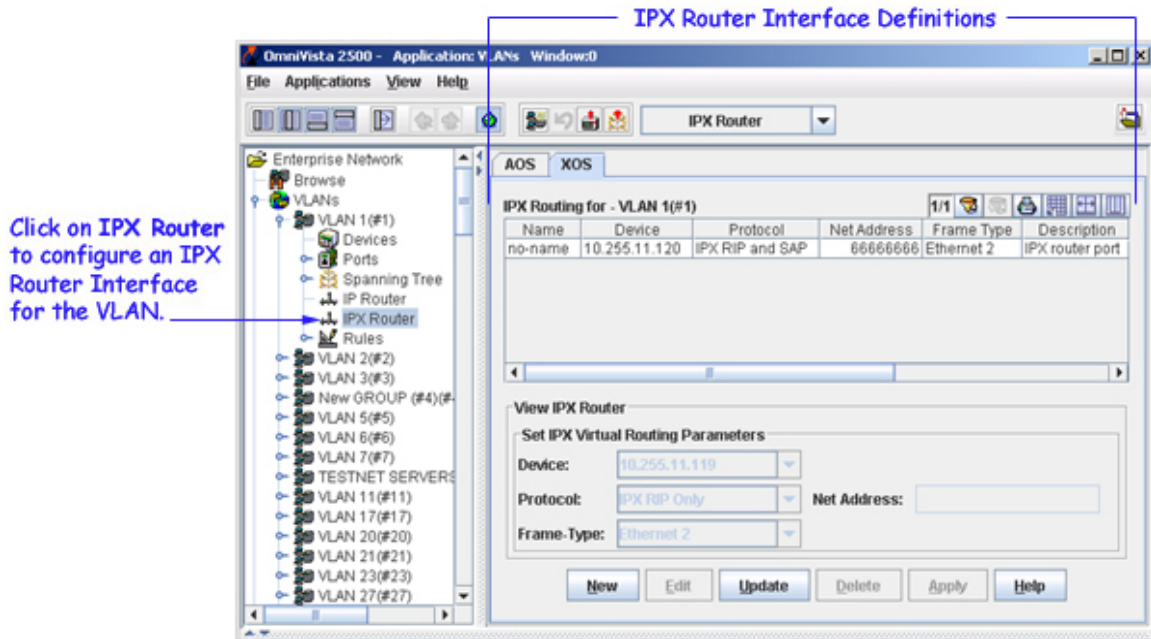 IPX Router Interface Definitions
OmniVista 2500 - Application: VLANs Window:0
File Applications View Help
IPX Router
Enterprise Network
Browse
VLANs
VLAN 1(#1)
Devices
Ports
Spanning Tree
IP Router
IPX Router
Rules
VLAN 2(#2)
VLAN 3(#3)
New GROUP (#4)(#-
VLAN 5(#5)
VLAN 6(#6)
VLAN 7(#7)
TESTNET SERVERS
VLAN 11(#11)
VLAN 17(#17)
VLAN 20(#20)
VLAN 21(#21)
VLAN 23(#23)
VLAN 27(#27)
Click on IPX Router
to configure an IPX
Router Interface
for the VLAN.
AOS XOS
IPX Routing for - VLAN 1(#1) 1/1
Name Device Protocol Net Address Frame Type Description
no-name 10.255.11.120 IPX RIP and SAP 66666666 Ethernet 2 IPX router port
View IPX Router
Set IPX Virtual Routing Parameters
Device: 10.255.11.119
Protocol: IPX RIP Only Net Address:
Frame-Type: Ethernet 2
New Edit Update Delete Apply Help